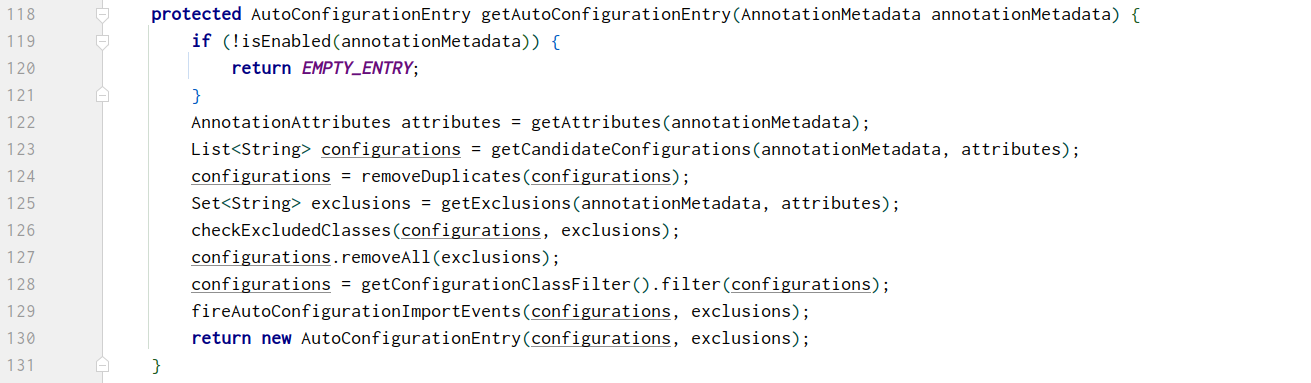 118 protected AutoConfigurationEntry getAutoConfigurationEntry(AnnotationMetadata annotationMetadata) {
119 if (!isEnabled(annotationMetadata)) {
120 return EMPTY_ENTRY;
121 }
122 AnnotationAttributes attributes = getAttributes(annotationMetadata);
123 List<String> configurations = getCandidateConfigurations(annotationMetadata, attributes);
124 configurations = removeDuplicates(configurations);
125 Set<String> exclusions = getExclusions(annotationMetadata, attributes);
126 checkExcludedClasses(configurations, exclusions);
127 configurations.removeAll(exclusions);
128 configurations = getConfigurationClassFilter().filter(configurations);
129 fireAutoConfigurationImportEvents(configurations, exclusions);
130 return new AutoConfigurationEntry(configurations, exclusions);
131 }